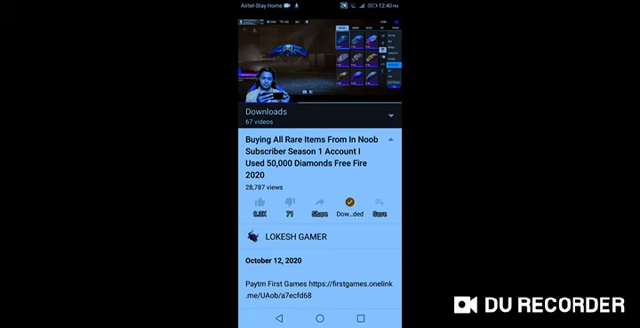 Airtel-Stay Home
12:40 PM
Downloads
67 videos
Buying All Rare Items From In Noob
Subscriber Season 1 Account I
Used 50,000 Diamonds Free Fire
2020
28,787 views
71
Share
Dow...ded
Save
LOKESH GAMER
October 12, 2020
Paytm First Games https://firstgames.onelink
.me/UAob/a7ecfd68
DU RECORDER